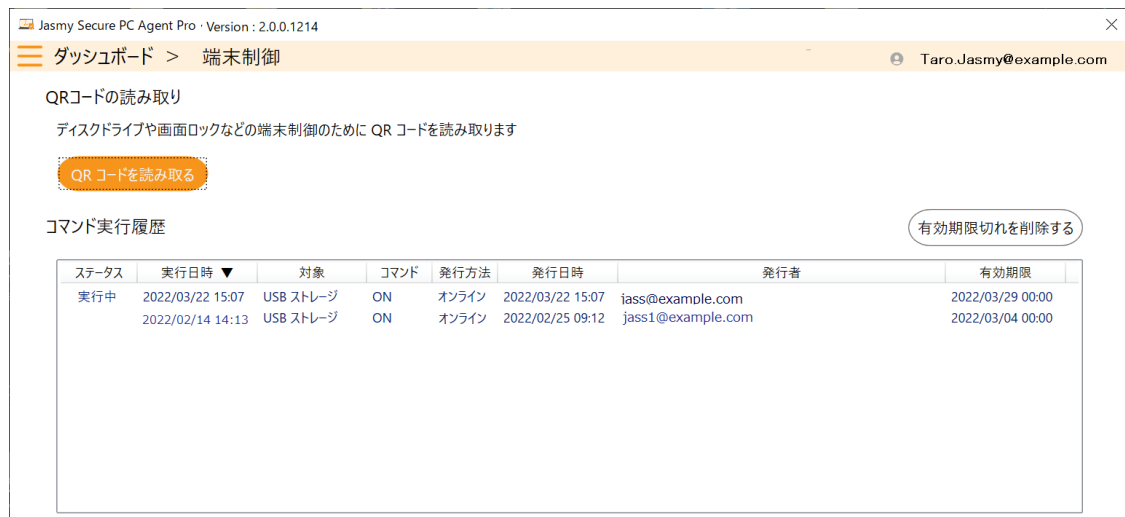 Jasmy Secure PC Agent Pro · Version : 2.0.0.1214
ダッシュボード > 端末制御 Taro.Jasmy@example.com
QRコードの読み取り
ディスクドライブや画面ロックなどの端末制御のために QR コードを読み取ります
QR コードを読み取る
コマンド実行履歴 有効期限切れを削除する
ステータス 実行日時 ▼ 対象 コマンド 発行方法 発行日時 発行者 有効期限
実行中 2022/03/22 15:07 USB ストレージ ON オンライン 2022/03/22 15:07 jass@example.com 2022/03/29 00:00
2022/02/14 14:13 USB ストレージ ON オンライン 2022/02/25 09:12 jass1@example.com 2022/03/04 00:00